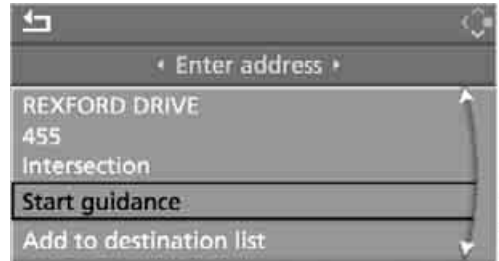 Enter address
REXFORD DRIVE
455
Intersection
Start guidance
Add to destination list